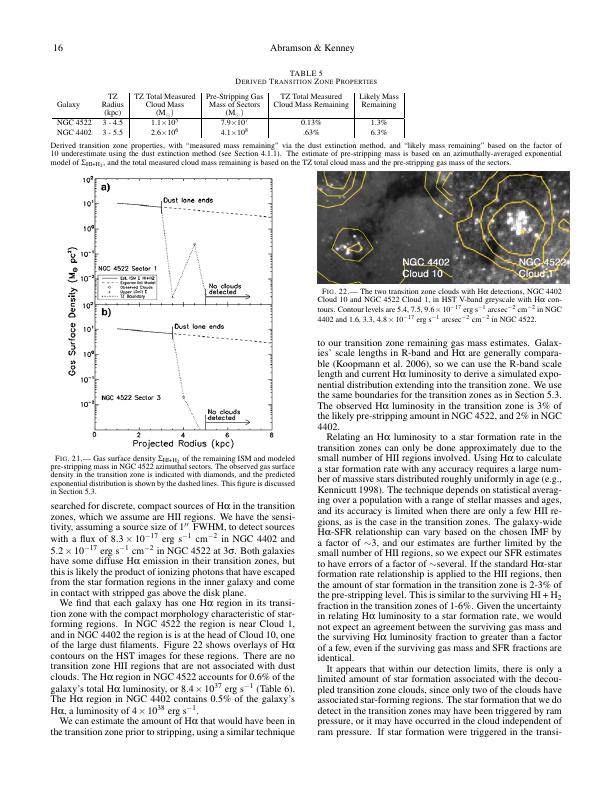 16
Abramson & Kenney
TABLE 5
DERIVED TRANSITION ZONE PROPERTIES
Galaxy | TZ Radius (kpc) | TZ Total Measured Cloud Mass (M☉) | Pre-Stripping Gas Mass of Sectors (M☉) | TZ Total Measured Cloud Mass Remaining | Likely Mass Remaining
NGC 4522 | 3 - 4.5 | 1.1×10⁵ | 7.9×10⁷ | 0.13% | 1.3%
NGC 4402 | 3 - 5.5 | 2.6×10⁶ | 4.1×10⁸ | .63% | 6.3%
Derived transition zone properties, with “measured mass remaining” via the dust extinction method, and “likely mass remaining” based on the factor of
10 underestimate using the dust extinction method (see Section 4.1.1). The estimate of pre-stripping mass is based on an azimuthally-averaged exponential
model of Σ_HI+H₂, and the total measured cloud mass remaining is based on the TZ total cloud mass and the pre-stripping gas mass of the sectors.
Gas Surface Density (M☉ pc²)
10²
10¹
10⁰
10⁻¹
10⁻²
a)
Dust lane ends
NGC 4522 Sector 1
Observed Clouds
TZ Boundary
No clouds
detected
10¹
10⁰
10⁻¹
10⁻²
b)
Dust lane ends
NGC 4522 Sector 3
No clouds
detected
0 2 4 6 8
Projected Radius (kpc)
FIG. 21.— Gas surface density Σ_HI+H₂ of the remaining ISM and modeled
pre-stripping mass in NGC 4522 azimuthal sectors. The observed gas surface
density in the transition zone is indicated with diamonds, and the predicted
exponential distribution is shown by the dashed lines. This figure is discussed
in Section 5.3.
searched for discrete, compact sources of Hα in the transition
zones, which we assume are HII regions. We have the sensi-
tivity, assuming a source size of 1″ FWHM, to detect sources
with a flux of 8.3 × 10⁻¹⁷ erg s⁻¹ cm⁻² in NGC 4402 and
5.2 × 10⁻¹⁷ erg s⁻¹ cm⁻² in NGC 4522 at 3σ. Both galaxies
have some diffuse Hα emission in their transition zones, but
this is likely the product of ionizing photons that have escaped
from the star formation regions in the inner galaxy and come
in contact with stripped gas above the disk plane.
We find that each galaxy has one Hα region in its transi-
tion zone with the compact morphology characteristic of star-
forming regions. In NGC 4522 the region is near Cloud 1,
and in NGC 4402 the region is is at the head of Cloud 10, one
of the large dust filaments. Figure 22 shows overlays of Hα
contours on the HST images for these regions. There are no
transition zone HII regions that are not associated with dust
clouds. The Hα region in NGC 4522 accounts for 0.6% of the
galaxy’s total Hα luminosity, or 8.4 × 10³⁷ erg s⁻¹ (Table 6).
The Hα region in NGC 4402 contains 0.5% of the galaxy’s
Hα, a luminosity of 4 × 10³⁸ erg s⁻¹.
We can estimate the amount of Hα that would have been in
the transition zone prior to stripping, using a similar technique
NGC 4402
Cloud 10
NGC 4522
Cloud 1
FIG. 22.— The two transition zone clouds with Hα detections, NGC 4402
Cloud 10 and NGC 4522 Cloud 1, in HST V-band greyscale with Hα con-
tours. Contour levels are 5.4, 7.5, 9.6 × 10⁻¹⁷ erg s⁻¹ arcsec⁻² cm⁻² in NGC
4402 and 1.6, 3.3, 4.8 × 10⁻¹⁷ erg s⁻¹ arcsec⁻² cm⁻² in NGC 4522.
to our transition zone remaining gas mass estimates. Galax-
ies’ scale lengths in R-band and Hα are generally compara-
ble (Koopmann et al. 2006), so we can use the R-band scale
length and current Hα luminosity to derive a simulated expo-
nential distribution extending into the transition zone. We use
the same boundaries for the transition zones as in Section 5.3.
The observed Hα luminosity in the transition zone is 3% of
the likely pre-stripping amount in NGC 4522, and 2% in NGC
4402.
Relating an Hα luminosity to a star formation rate in the
transition zones can only be done approximately due to the
small number of HII regions involved. Using Hα to calculate
a star formation rate with any accuracy requires a large num-
ber of massive stars distributed roughly uniformly in age (e.g.,
Kennicutt 1998). The technique depends on statistical averag-
ing over a population with a range of stellar masses and ages,
and its accuracy is limited when there are only a few HII re-
gions, as is the case in the transition zones. The galaxy-wide
Hα-SFR relationship can vary based on the chosen IMF by
a factor of ∼3, and our estimates are further limited by the
small number of HII regions, so we expect our SFR estimates
to have errors of a factor of ∼several. If the standard Hα-star
formation rate relationship is applied to the HII regions, then
the amount of star formation in the transition zone is 2-3% of
the pre-stripping level. This is similar to the surviving HI + H₂
fraction in the transition zones of 1-6%. Given the uncertainty
in relating Hα luminosity to a star formation rate, we would
not expect an agreement between the surviving gas mass and
the surviving Hα luminosity fraction to greater than a factor
of a few, even if the surviving gas mass and SFR fractions are
identical.
It appears that within our detection limits, there is only a
limited amount of star formation associated with the decou-
pled transition zone clouds, since only two of the clouds have
associated star-forming regions. The star formation that we do
detect in the transition zones may have been triggered by ram
pressure, or it may have occurred in the cloud independent of
ram pressure. If star formation were triggered in the transi-